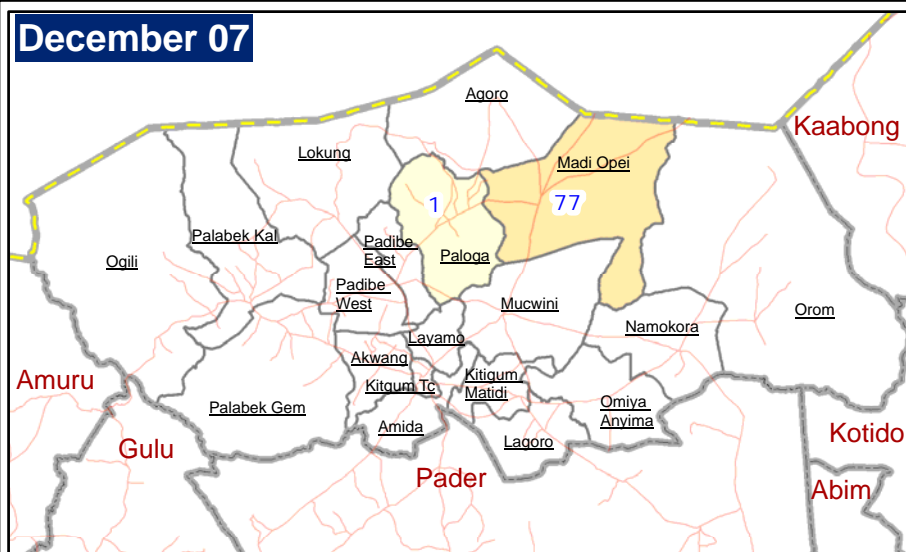 December 07
Agoro
Kaabong
Lokung
Madi Opei
1
77
Palabek Kal
Padibe
East
Ogili
Paloga
Padibe
West
Mucwini
Orom
Namokora
Layamo
Akwang
Amuru
Kitgum Tc
Kitigum
Matidi
Palabek Gem
Omiya
Anyima
Amida
Kotido
Gulu
Lagoro
Pader
Abim